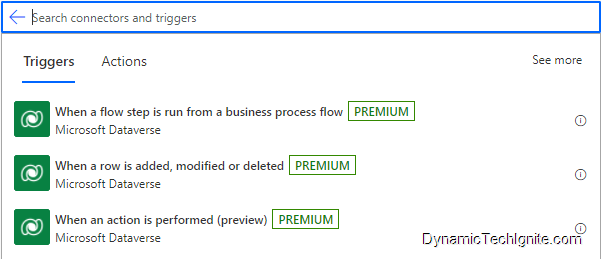 Search connectors and triggers
Triggers Actions See more
When a flow step is run from a business process flow PREMIUM
Microsoft Dataverse
When a row is added, modified or deleted PREMIUM
Microsoft Dataverse
When an action is performed (preview) PREMIUM
Microsoft Dataverse
DynamicTechIgnite.com